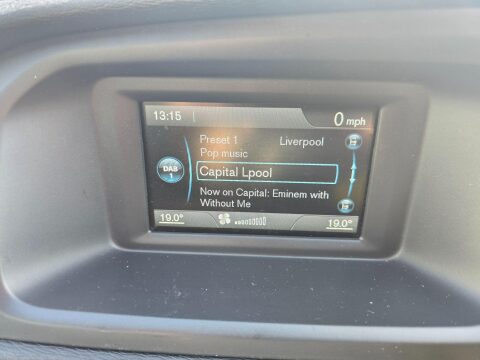 13:15 0 mph
Preset 1 Liverpool
Pop music
DAB
1
Capital Lpool
Now on Capital: Eminem with
Without Me
19.0° 19.0°